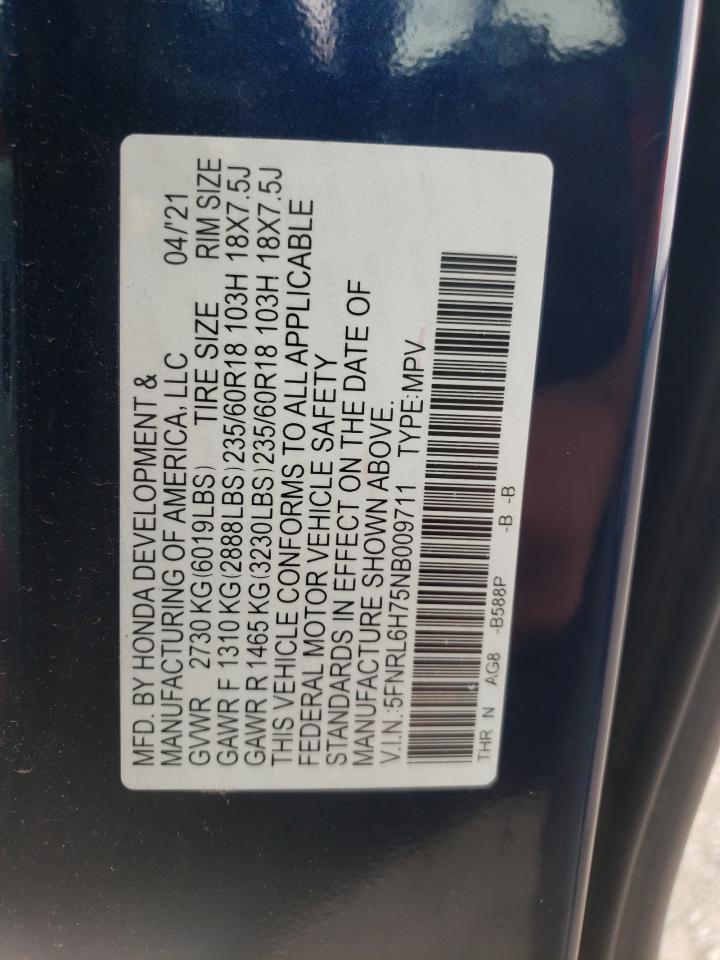 MFD. BY HONDA DEVELOPMENT &
MANUFACTURING OF AMERICA, LLC 04/'21
GVWR 2730 KG(6019LBS) TIRE SIZE RIM SIZE
GAWR F 1310 KG(2888LBS)235/60R18 103H 18X7.5J
GAWR R 1465 KG(3230LBS)235/60R18 103H 18X7.5J
THIS VEHICLE CONFORMS TO ALL APPLICABLE
FEDERAL MOTOR VEHICLE SAFETY
STANDARDS IN EFFECT ON THE DATE OF
MANUFACTURE SHOWN ABOVE.
V.I.N.:5FNRL6H75NB009711 TYPE:MPV
THR N AG8 -B588P -B -B